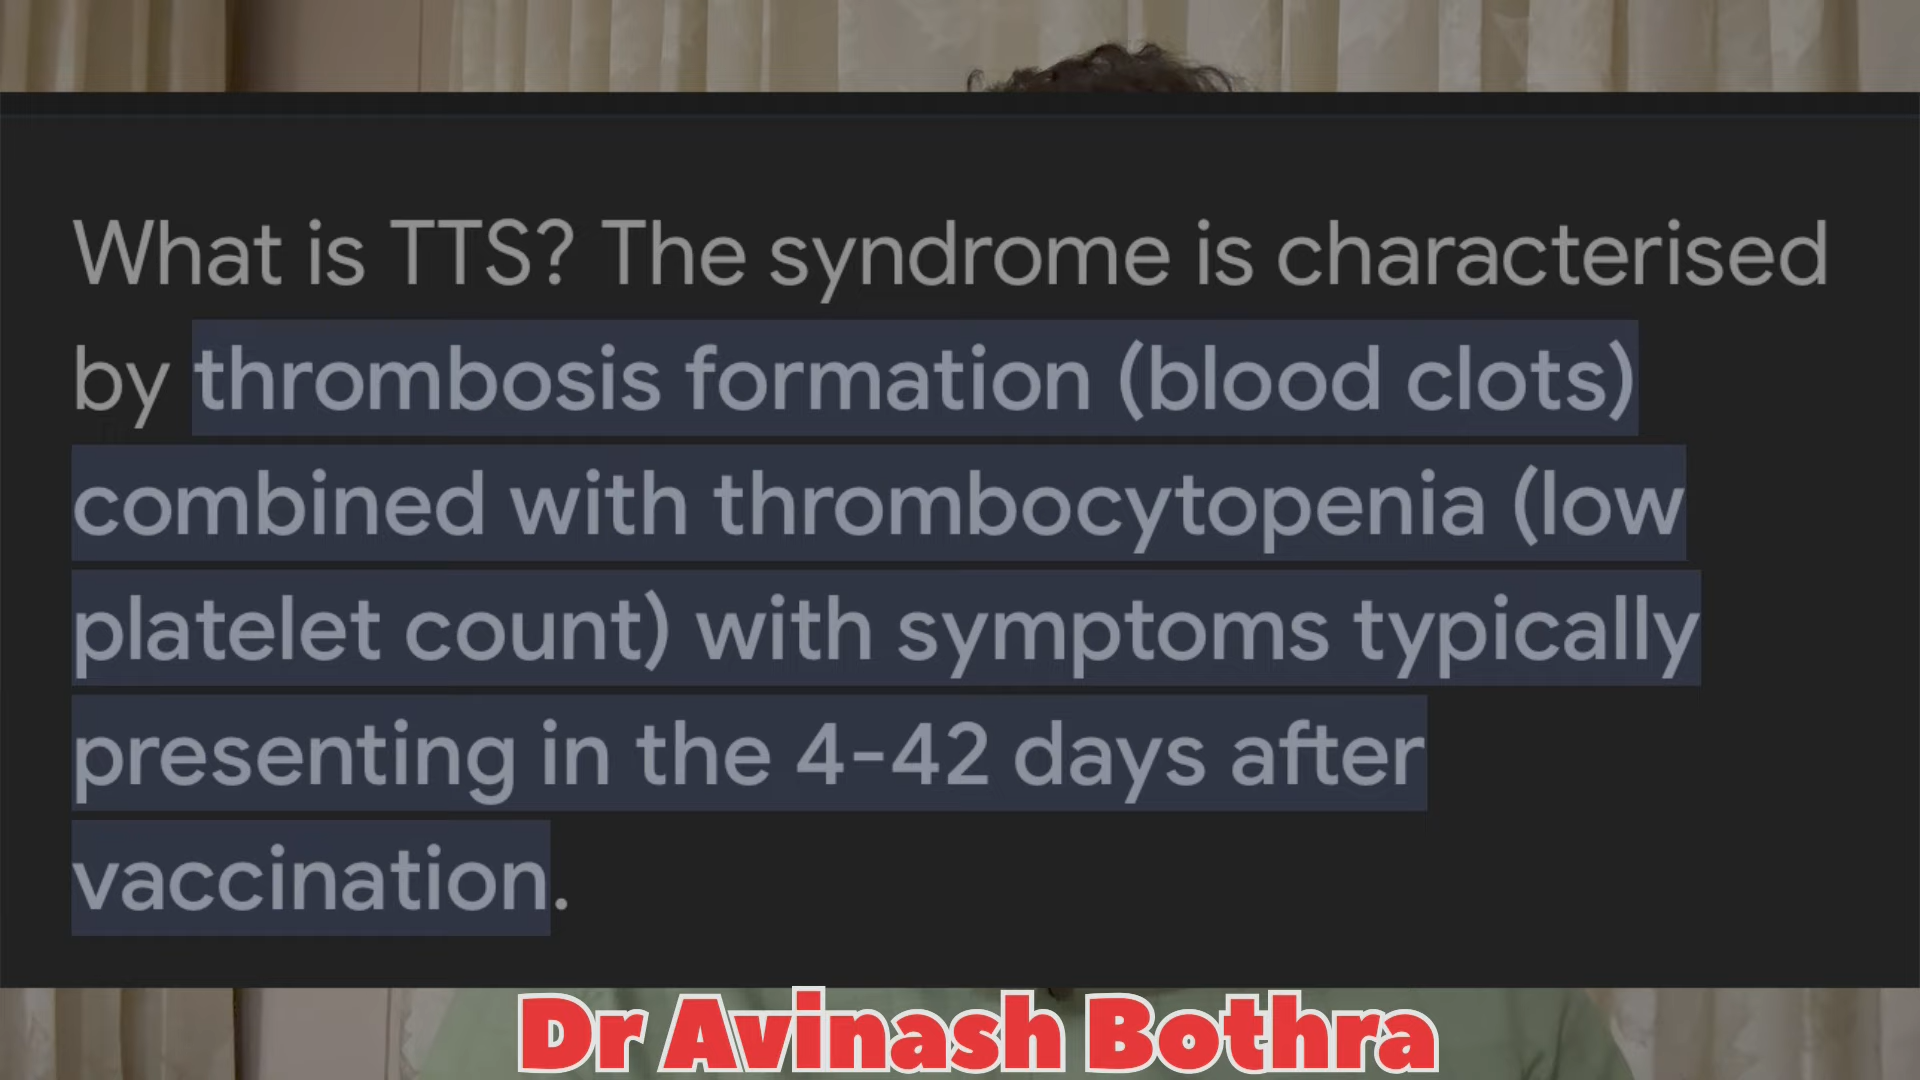 What is TTS? The syndrome is characterised
by thrombosis formation (blood clots)
combined with thrombocytopenia (low
platelet count) with symptoms typically
presenting in the 4-42 days after
vaccination.
Dr Avinash Bothra